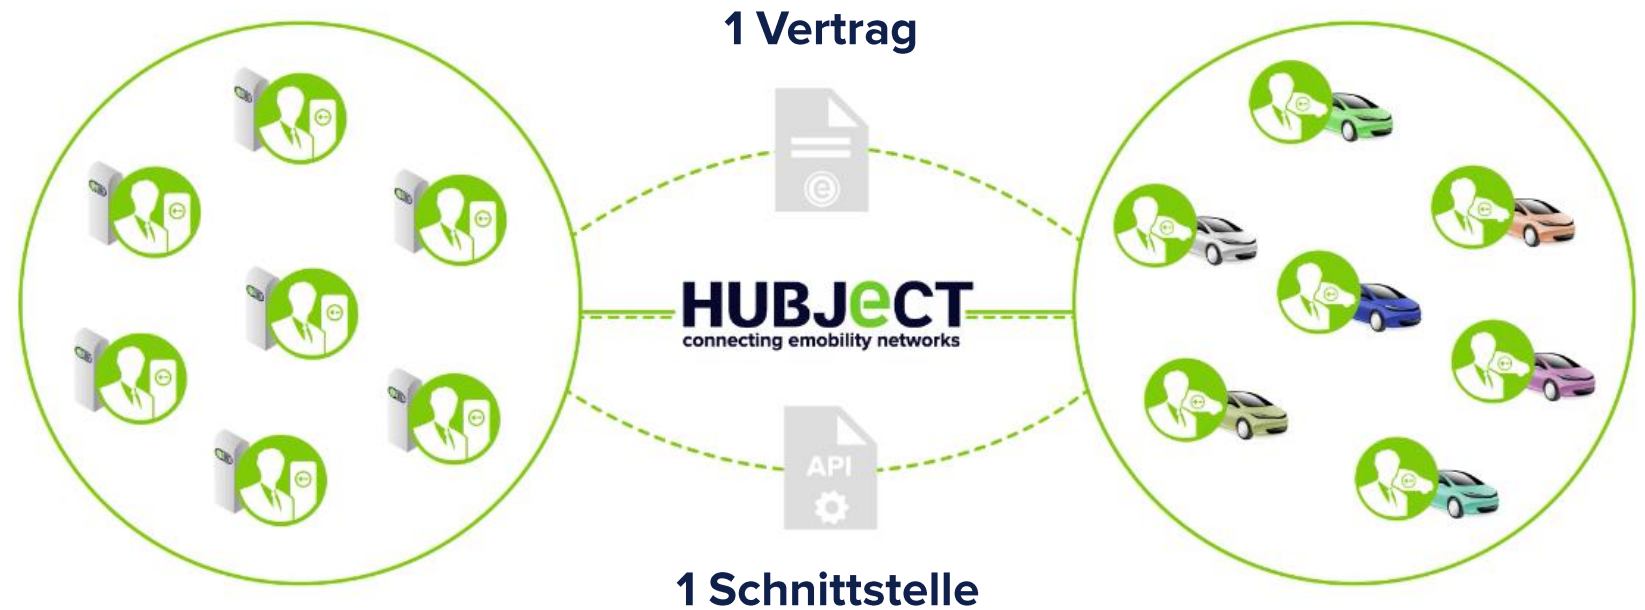 1 Vertrag
e
HUBJeCT
connecting emobility networks
API
1 Schnittstelle